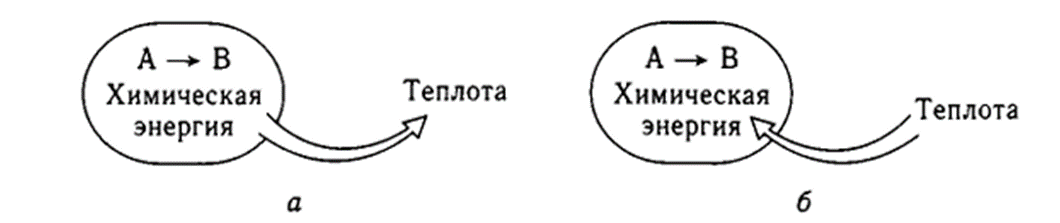 А → В
Химическая
энергия
Теплота
а
А → В
Химическая
энергия
Теплота
б